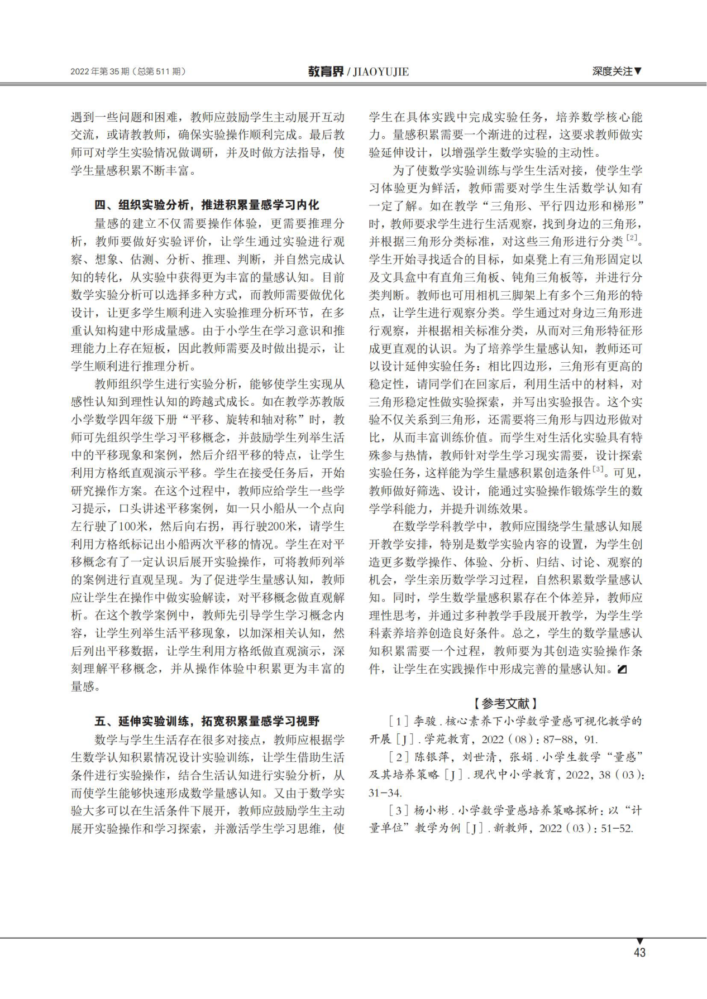 2022 年第 35 期（总第 511 期）
教育界 / JIAOYUJIE
深度关注▼
遇到一些问题和困难，教师应鼓励学生主动展开互动
交流，或请教教师，确保实验操作顺利完成。最后教
师可对学生实验情况做调研，并及时做方法指导，使
学生量感积累不断丰富。
四、组织实验分析，推进积累量感学习内化
量感的建立不仅需要操作体验，更需要推理分
析，教师要做好实验评价，让学生通过实验进行观
察、想象、估测、分析、推理、判断，并自然完成认
知的转化，从实验中获得更为丰富的量感认知。目前
数学实验分析可以选择多种方式，而教师需要做优化
设计，让更多学生顺利进入实验推理分析环节，在多
重认知构建中形成量感。由于小学生在学习意识和推
理能力上存在短板，因此教师需要及时做出提示，让
学生顺利进行推理分析。
教师组织学生进行实验分析，能够使学生实现从
感性认知到理性认知的跨越式成长。如在教学苏教版
小学数学四年级下册“平移、旋转和轴对称”时，教
师可先组织学生学习平移概念，并鼓励学生列举生活
中的平移现象和案例，然后介绍平移的特点，让学生
利用方格纸直观演示平移。学生在接受任务后，开始
研究操作方案。在这个过程中，教师应给学生一些学
习提示，口头讲述平移案例，如一只小船从一个点向
左行驶了100米，然后向右拐，再行驶200米，请学生
利用方格纸标记出小船两次平移的情况。学生在对平
移概念有了一定认识后展开实验操作，可将教师列举
的案例进行直观呈现。为了促进学生量感认知，教师
应让学生在操作中做实验解读，对平移概念做直观解
析。在这个教学案例中，教师先引导学生学习概念内
容，让学生列举生活平移现象，以加深相关认知，然
后列出平移数据，让学生利用方格纸做直观演示，深
刻理解平移概念，并从操作体验中积累更为丰富的
量感。
五、延伸实验训练，拓宽积累量感学习视野
数学与学生生活存在很多对接点，教师应根据学
生数学认知积累情况设计实验训练，让学生借助生活
条件进行实验操作，结合生活认知进行实验分析，从
而使学生能够快速形成数学量感认知。又由于数学实
验大多可以在生活条件下展开，教师应鼓励学生主动
展开实验操作和学习探索，并激活学生学习思维，使
学生在具体实践中完成实验任务，培养数学核心能
力。量感积累需要一个渐进的过程，这要求教师做实
验延伸设计，以增强学生数学实验的主动性。
为了使数学实验训练与学生生活对接，使学生学
习体验更为鲜活，教师需要对学生生活数学认知有
一定了解。如在教学“三角形、平行四边形和梯形”
时，教师要求学生进行生活观察，找到身边的三角形，
并根据三角形分类标准，对这些三角形进行分类［2］。
学生开始寻找适合的目标，如桌凳上有三角形固定以
及文具盒中有直角三角板、钝角三角板等，并进行分
类判断。教师也可用相机三脚架上有多个三角形的特
点，让学生进行观察分类。学生通过对身边三角形进
行观察，并根据相关标准分类，从而对三角形特征形
成更直观的认识。为了培养学生量感认知，教师还可
以设计延伸实验任务：相比四边形，三角形有更高的
稳定性，请同学们在回家后，利用生活中的材料，对
三角形稳定性做实验探索，并写出实验报告。这个实
验不仅关系到三角形，还需要将三角形与四边形做对
比，从而丰富训练价值。而学生对生活化实验具有特
殊参与热情，教师针对学生学习现实需要，设计探索
实验任务，这样能为学生量感积累创造条件［3］。可见，
教师做好筛选、设计，能通过实验操作锻炼学生的数
学学科能力，并提升训练效果。
在数学学科教学中，教师应围绕学生量感认知展
开教学安排，特别是数学实验内容的设置，为学生创
造更多数学操作、体验、分析、归结、讨论、观察的
机会，学生亲历数学学习过程，自然积累数学量感认
知。同时，学生数学量感积累存在个体差异，教师应
理性思考，并通过多种教学手段展开教学，为学生学
科素养培养创造良好条件。总之，学生的数学量感认
知积累需要一个过程，教师要为其创造实验操作条
件，让学生在实践操作中形成完善的量感认知。
【参考文献】
［1］李骏.核心素养下小学数学量感可视化教学的
开展［J］.学苑教育，2022（08）：87-88，91.
［2］陈银萍，刘世清，张娟.小学生数学“量感”
及其培养策略［J］.现代中小学教育，2022，38（03）：
31-34.
［3］杨小彬.小学数学量感培养策略探析：以“计
量单位”教学为例［J］.新教师，2022（03）：51-52.
43